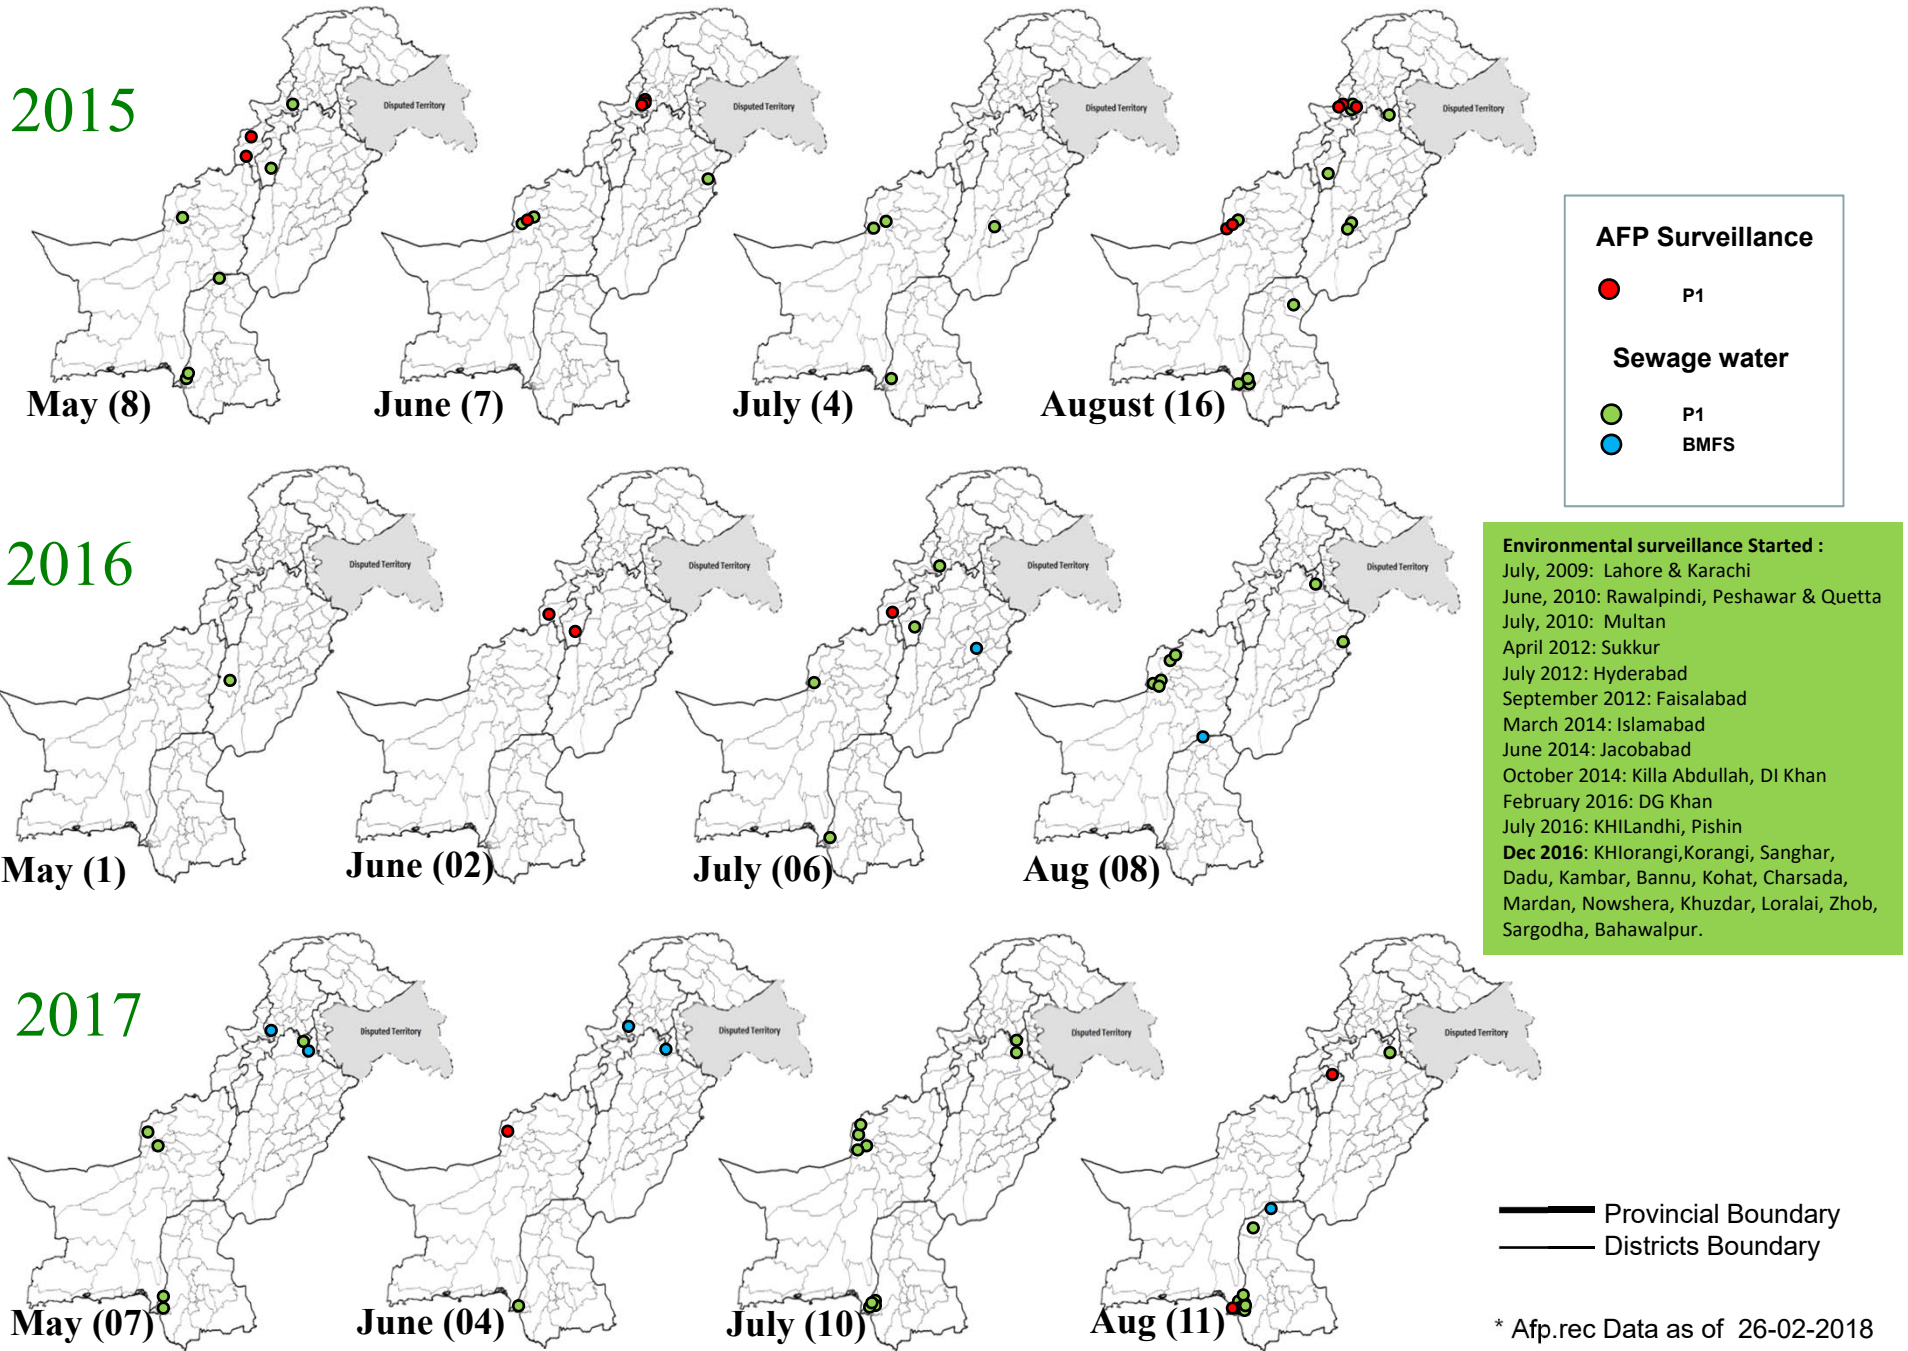 2015
Disputed Territory
Disputed Territory
Disputed Territory
Disputed Territory
May (8)
June (7)
July (4)
August (16)
AFP Surveillance
P1
Sewage water
P1
BMFS
2016
Disputed Territory
Disputed Territory
Disputed Territory
Disputed Territory
May (1)
June (02)
July (06)
Aug (08)
Environmental surveillance Started :
July, 2009: Lahore & Karachi
June, 2010: Rawalpindi, Peshawar & Quetta
July, 2010: Multan
April 2012: Sukkur
July 2012: Hyderabad
September 2012: Faisalabad
March 2014: Islamabad
June 2014: Jacobabad
October 2014: Killa Abdullah, DI Khan
February 2016: DG Khan
July 2016: KHILandhi, Pishin
Dec 2016: KHIorangi,Korangi, Sanghar,
Dadu, Kambar, Bannu, Kohat, Charsada,
Mardan, Nowshera, Khuzdar, Loralai, Zhob,
Sargodha, Bahawalpur.
2017
Disputed Territory
Disputed Territory
Disputed Territory
Disputed Territory
May (07)
June (04)
July (10)
Aug (11)
Provincial Boundary
Districts Boundary
* Afp.rec Data as of 26-02-2018